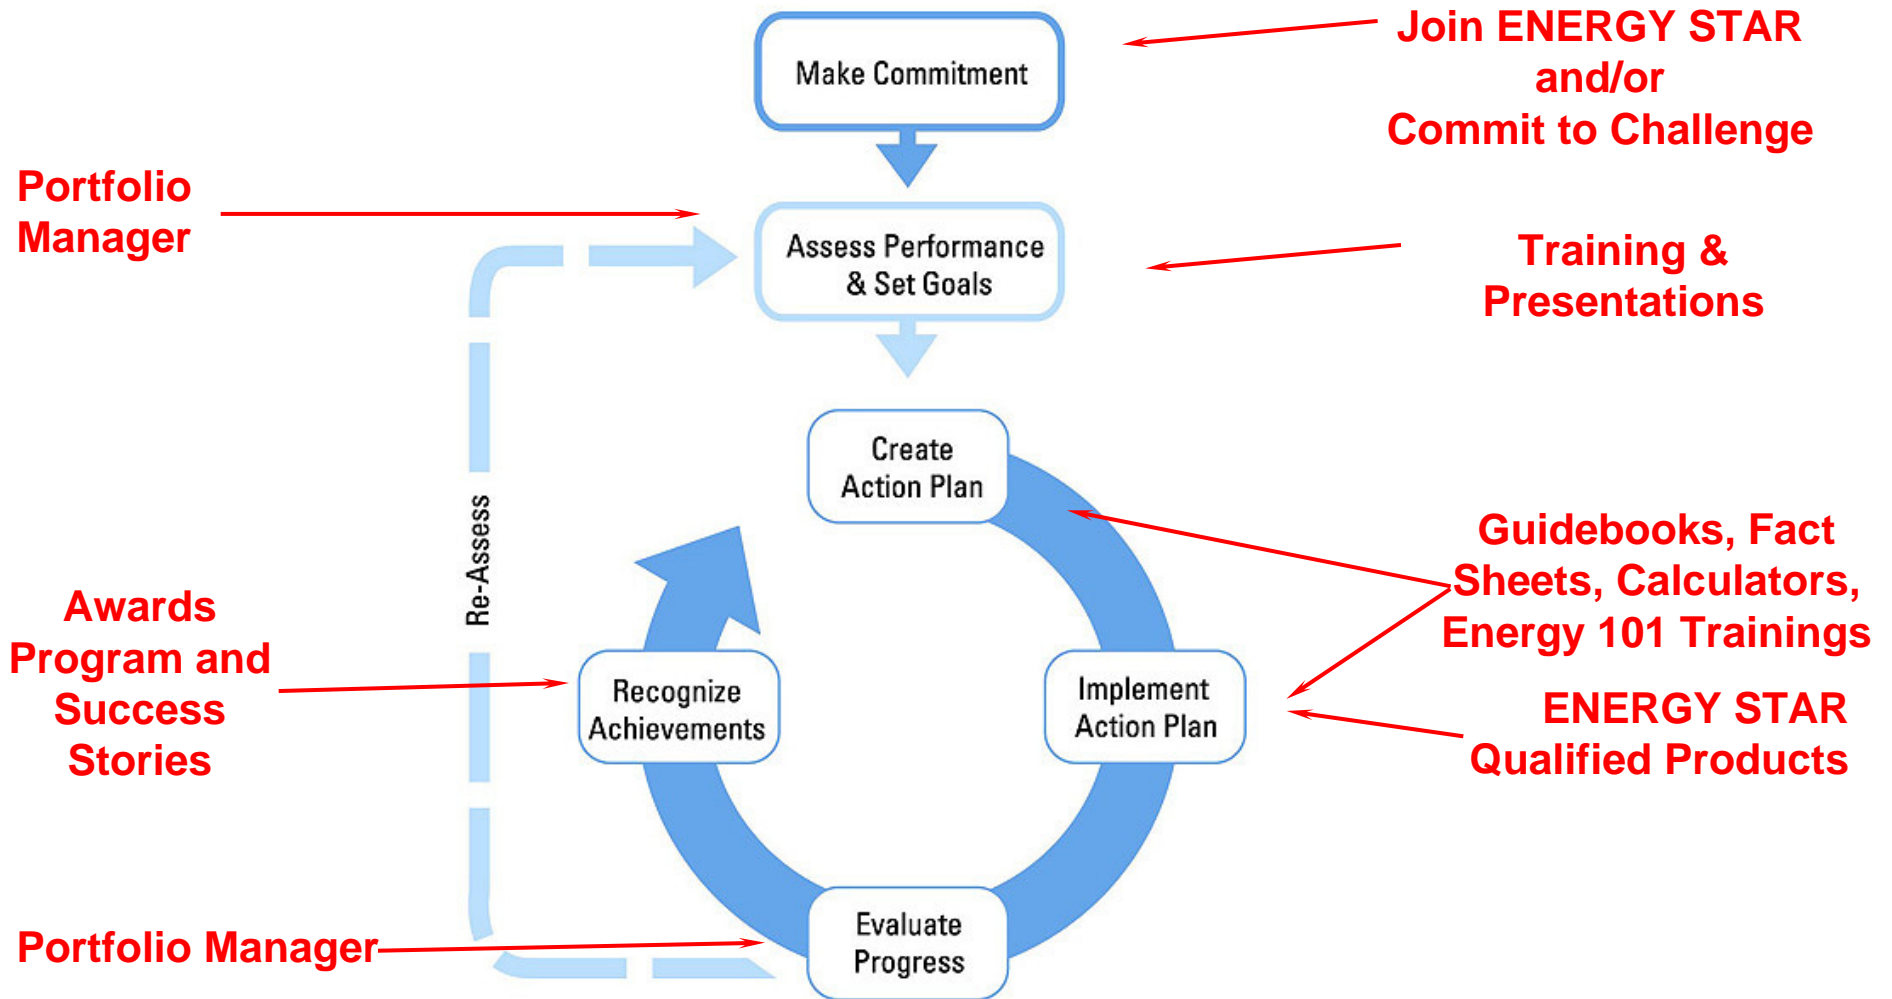 Join ENERGY STAR
and/or
Commit to Challenge
Make Commitment
Portfolio
Manager
Assess Performance
& Set Goals
Training &
Presentations
Create
Action Plan
Re-Assess
Guidebooks, Fact
Sheets, Calculators,
Energy 101 Trainings
Awards
Program and
Success
Stories
Recognize
Achievements
Implement
Action Plan
ENERGY STAR
Qualified Products
Portfolio Manager
Evaluate
Progress